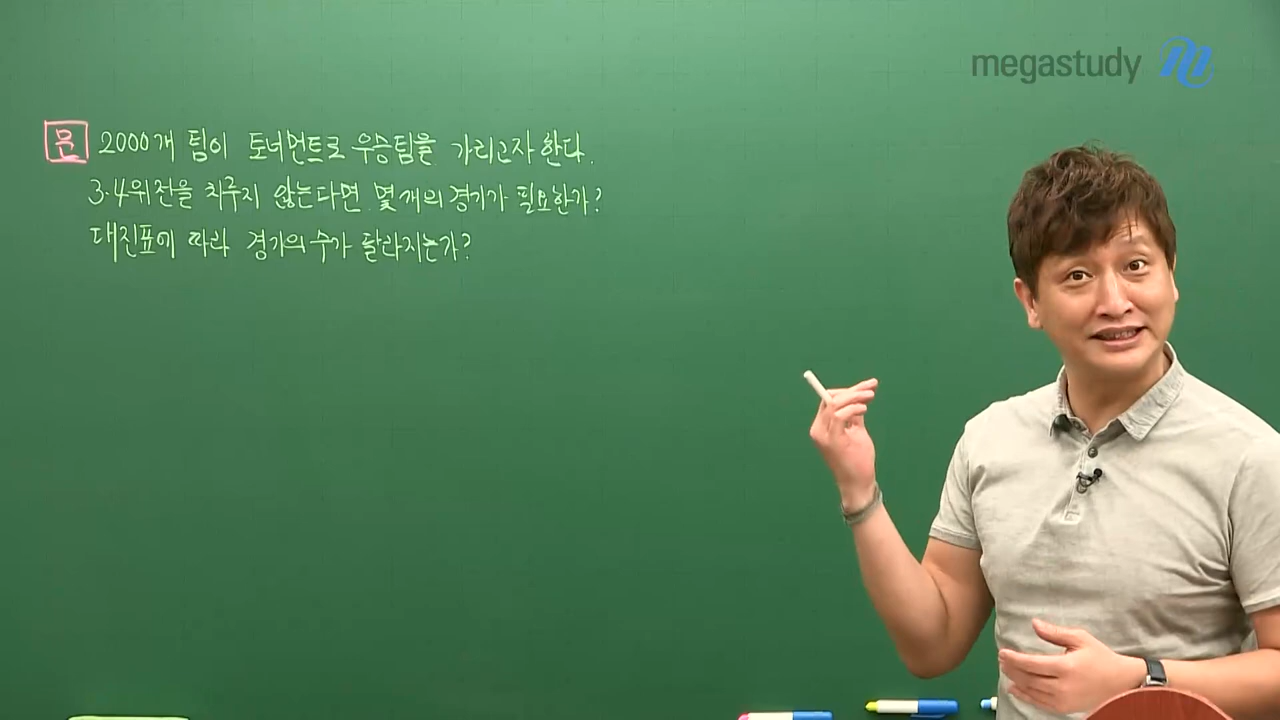 megastudy
문 2000개 팀이 토너먼트로 우승팀을 가리고자 한다.
3·4위전을 치루지 않는다면 몇 개의 경기가 필요한가?
대진표에 따라 경기의 수가 달라지는가?